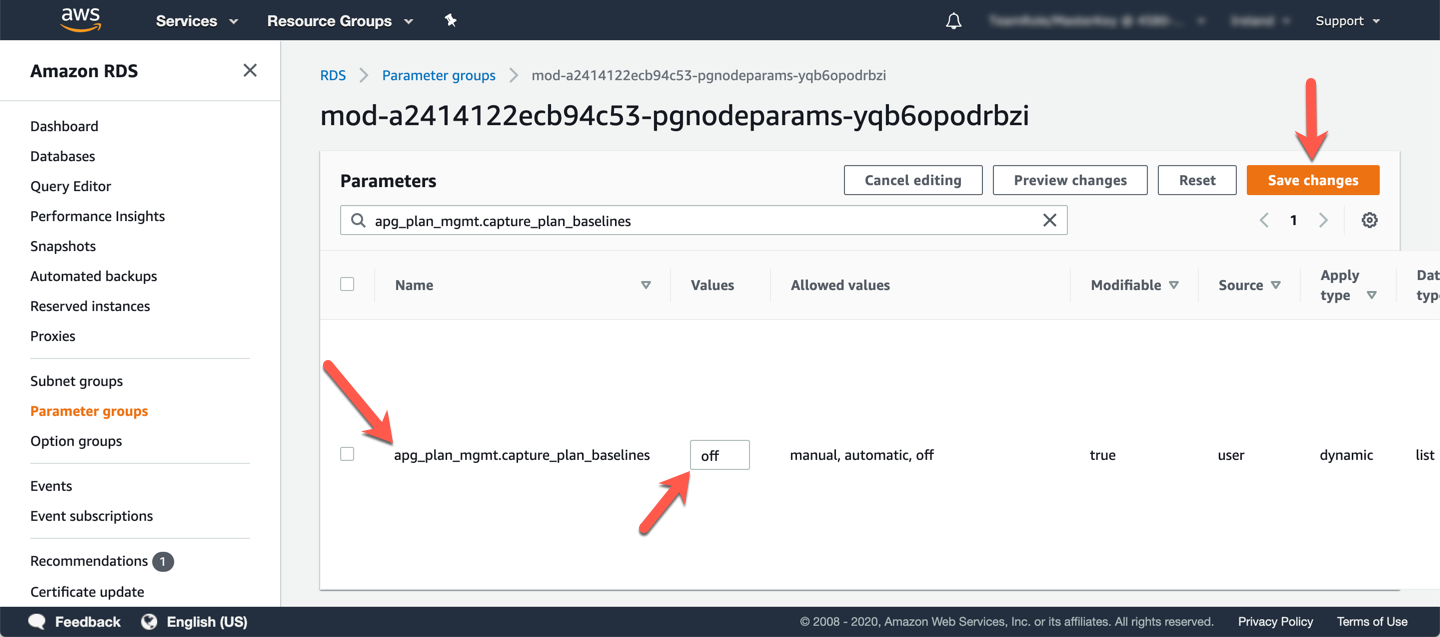 aws Services Resource Groups Support
Amazon RDS
Dashboard
Databases
Query Editor
Performance Insights
Snapshots
Automated backups
Reserved instances
Proxies
Subnet groups
Parameter groups
Option groups
Events
Event subscriptions
Recommendations 1
Certificate update
RDS Parameter groups mod-a2414122ecb94c53-pgnodeparams-yqb6opodrbzi
mod-a2414122ecb94c53-pgnodeparams-yqb6opodrbzi
Parameters Cancel editing Preview changes Reset Save changes
apg_plan_mgmt.capture_plan_baselines 1
Name Values Allowed values Modifiable Source Apply type Dat typ
apg_plan_mgmt.capture_plan_baselines off manual, automatic, off true user dynamic list
Feedback English (US) © 2008 - 2020, Amazon Web Services, Inc. or its affiliates. All rights reserved. Privacy Policy Terms of Use